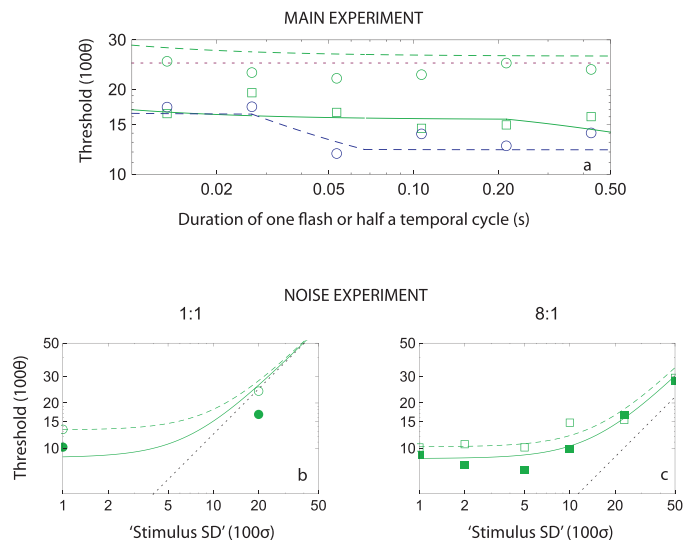 MAIN EXPERIMENT
Threshold (100θ)
30
20
15
10
a
0.02 0.05 0.10 0.20 0.50
Duration of one flash or half a temporal cycle (s)
NOISE EXPERIMENT
1:1
Threshold (100θ)
50
30
20
15
10
b
1 2 5 10 20 50
'Stimulus SD' (100σ)
8:1
50
30
20
15
10
c
1 2 5 10 20 50
'Stimulus SD' (100σ)